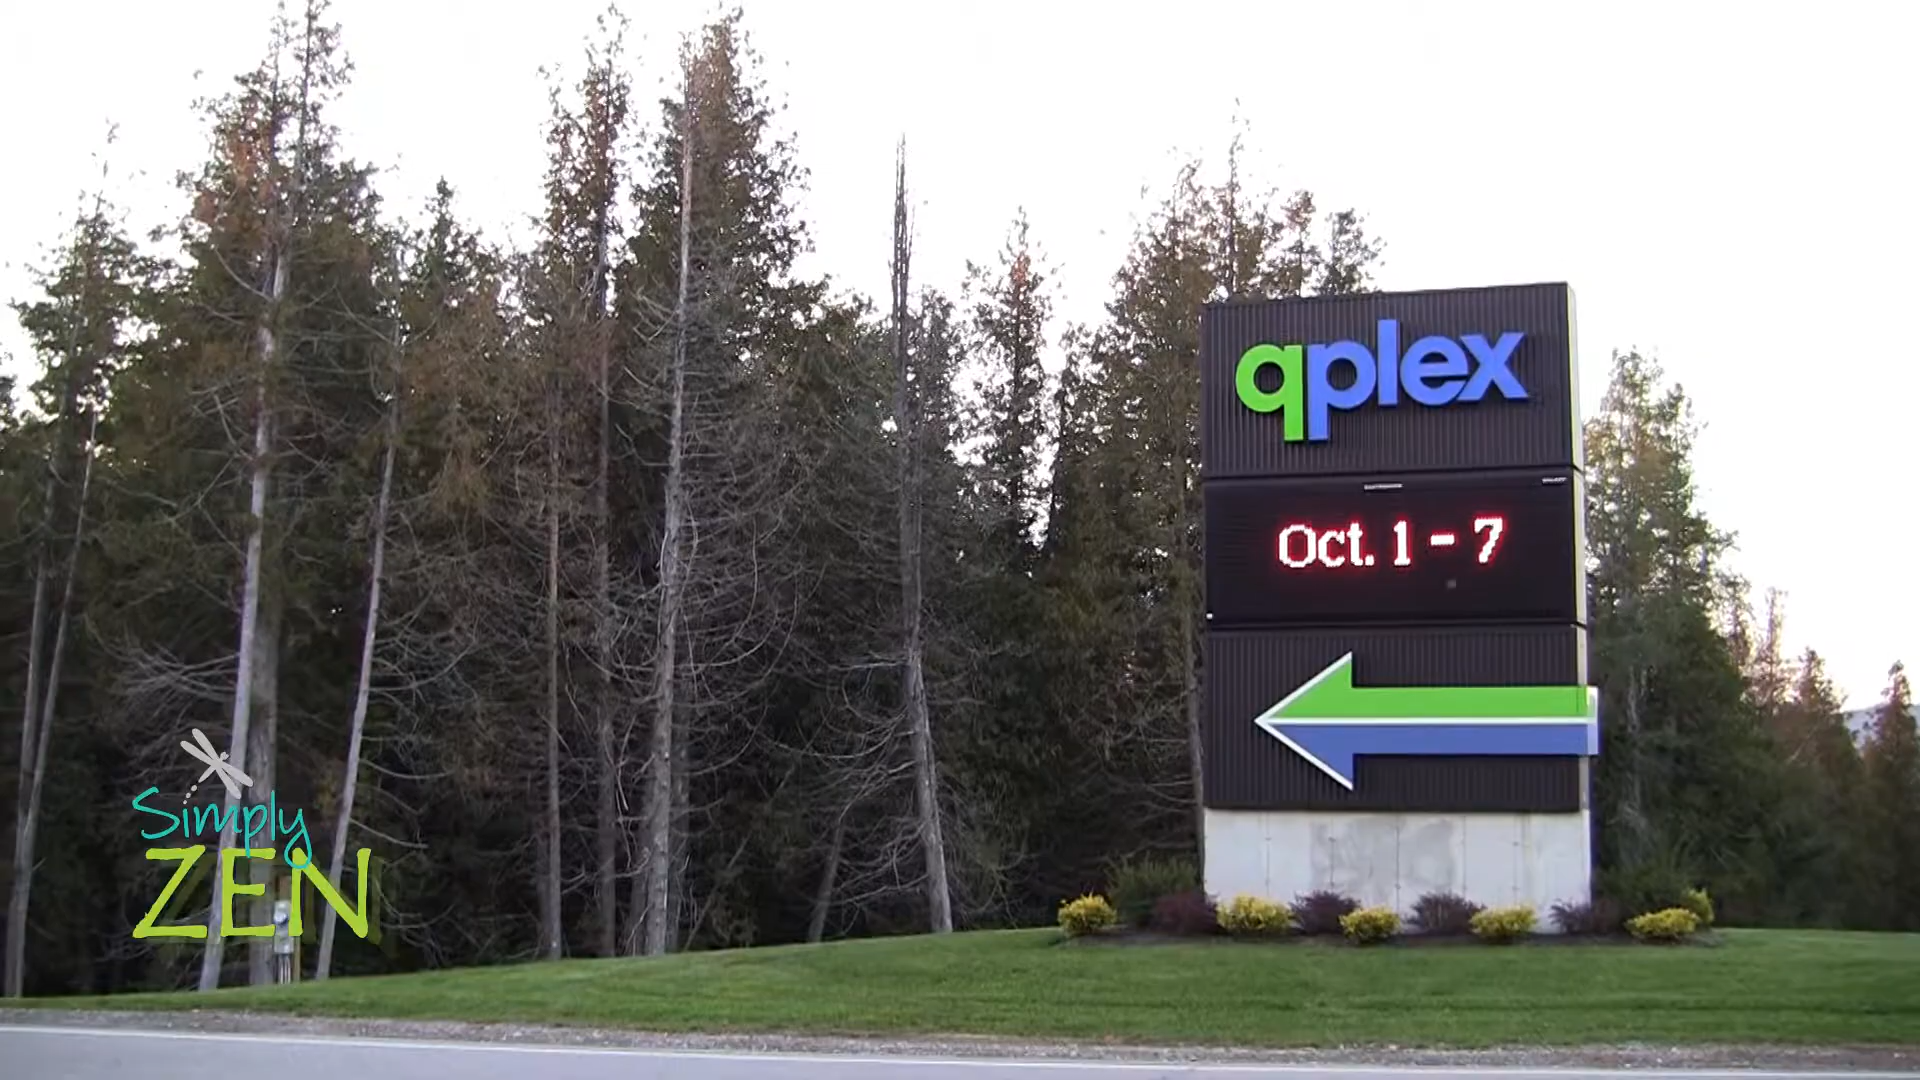 qplex
Oct. 1 - 7
Simply
ZEN